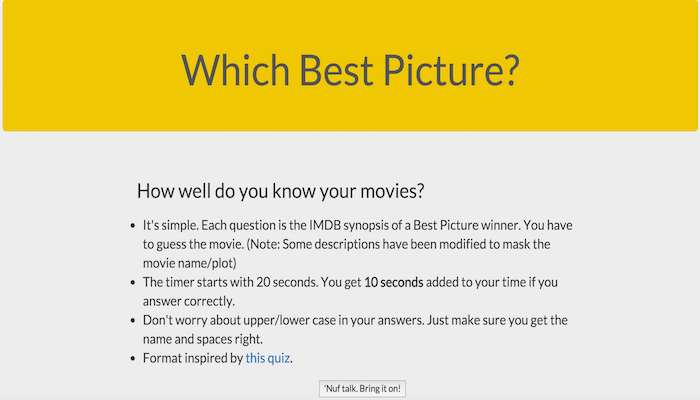 Which Best Picture?
How well do you know your movies?
• It's simple. Each question is the IMDB synopsis of a Best Picture winner. You have
to guess the movie. (Note: Some descriptions have been modified to mask the
movie name/plot)
• The timer starts with 20 seconds. You get 10 seconds added to your time if you
answer correctly.
• Don't worry about upper/lower case in your answers. Just make sure you get the
name and spaces right.
• Format inspired by this quiz.
'Nuf talk. Bring it on!